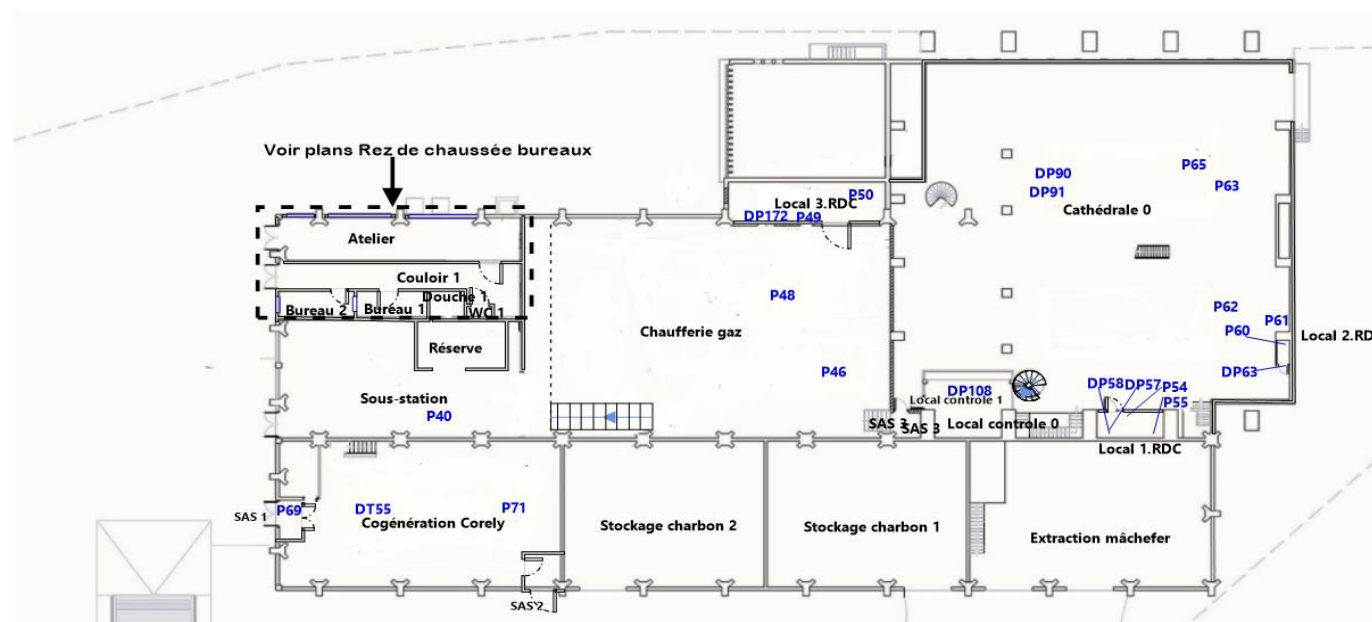 Voir plans Rez de chaussée bureaux
DP90
P65
DP91
P63
P50
Local 3.RDC
DP172
P49
Cathédrale 0
Atelier
Couloir 1
Douche 1
Bureau 2
Bureau 1
WC 1
P48
Chaufferie gaz
P62
P61
P60
Local 2.RD
Réserve
P46
DP63
Sous-station
P40
DP108
Local controle 1
DP58
DP57
P54
P55
SAS 3
SAS 3
Local controle 0
Local 1.RDC
SAS 1
P69
DT55
P71
Cogénération Corely
Stockage charbon 2
Stockage charbon 1
Extraction mâchefer
SAS 2